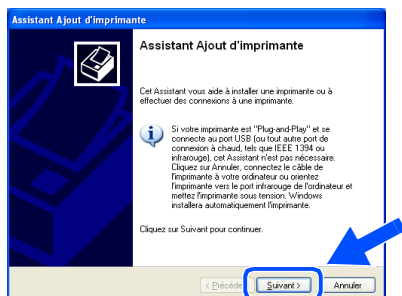 Assistant Ajout d'imprimante
Assistant Ajout d'imprimante
Cet Assistant vous aide à installer une imprimante ou à
effectuer des connexions à une imprimante.
Si votre imprimante est "Plug-and-Play" et se
connecte au port USB (ou tout autre port de
connexion à chaud, tels que IEEE 1394 ou
infrarouge), cet Assistant n'est pas nécessaire.
Cliquez sur Annuler, connectez le câble de
l'imprimante à votre ordinateur ou orientez
l'imprimante vers le port infrarouge de l'ordinateur et
mettez l'imprimante sous tension. Windows
installera automatiquement l'imprimante.
Cliquez sur Suivant pour continuer.
< Précéde Suivant > Annuler